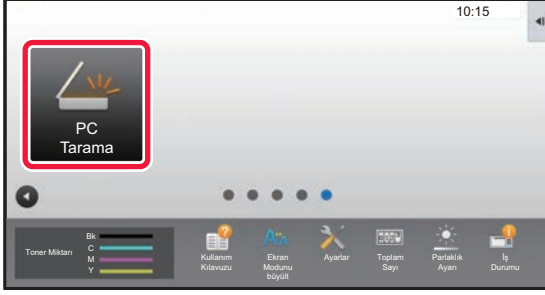 10:15
PC
Tarama
Toner Miktarı
Bk
C
M
Y
Kullanım
Kılavuzu
Ekran
Modunu
büyült
Ayarlar
Toplam
Sayı
Parlaklık
Ayarı
İş
Durumu